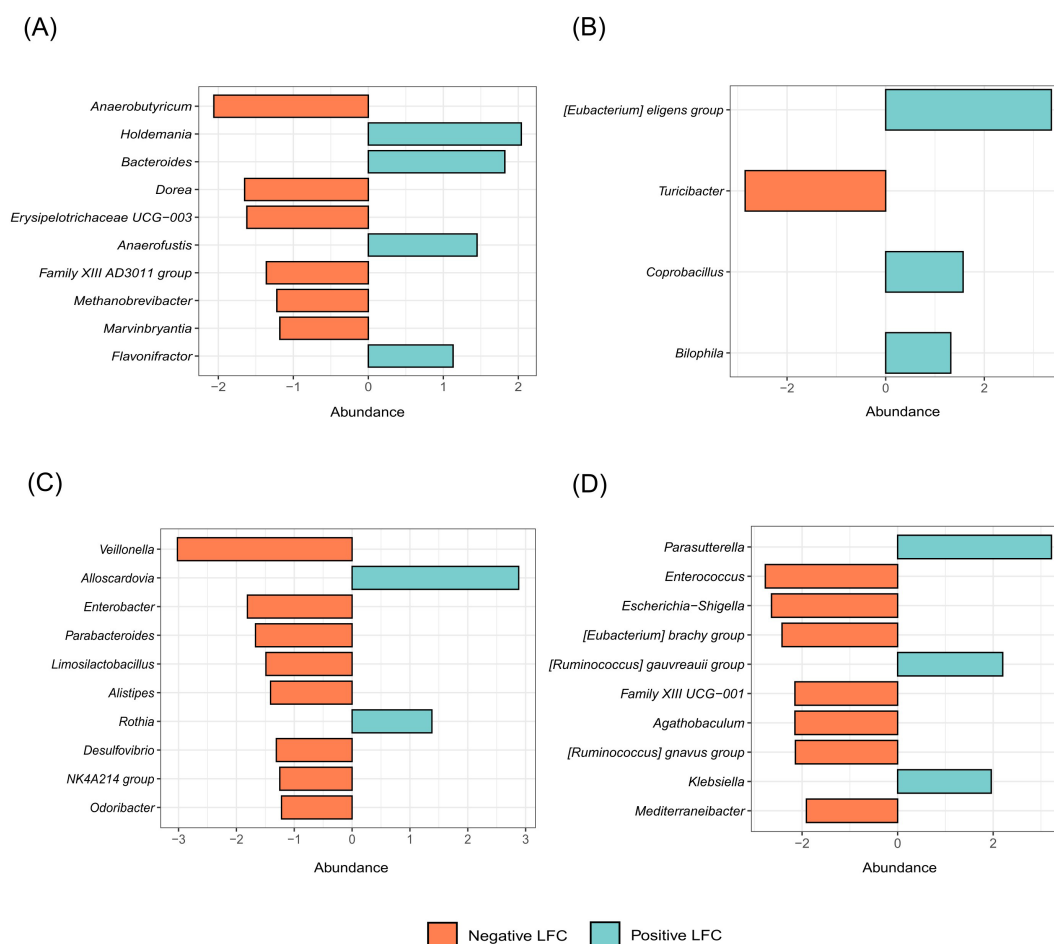 (A)
Anaerobutyricum
Holdemania
Bacteroides
Dorea
Erysipelotrichaceae UCG−003
Anaerofustis
Family XIII AD3011 group
Methanobrevibacter
Marvinbryantia
Flavonifractor
−2 −1 0 1 2
Abundance
(B)
[Eubacterium] eligens group
Turicibacter
Coprobacillus
Bilophila
−2 0 2
Abundance
(C)
Veillonella
Alloscardovia
Enterobacter
Parabacteroides
Limosilactobacillus
Alistipes
Rothia
Desulfovibrio
NK4A214 group
Odoribacter
−3 −2 −1 0 1 2 3
Abundance
(D)
Parasutterella
Enterococcus
Escherichia−Shigella
[Eubacterium] brachy group
[Ruminococcus] gauvreauii group
Family XIII UCG−001
Agathobaculum
[Ruminococcus] gnavus group
Klebsiella
Mediterraneibacter
−2 0 2
Abundance
Negative LFC Positive LFC